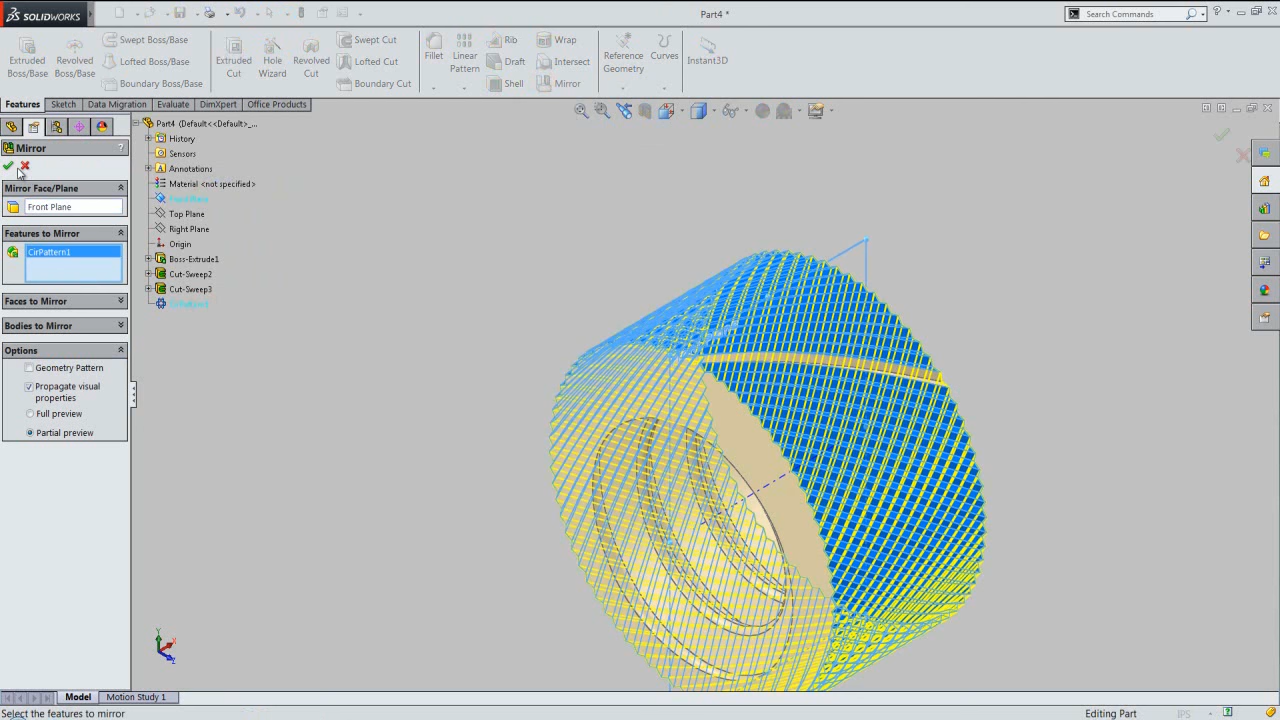 SOLIDWORKS
Part4 *
Search Commands
Extruded Boss/Base
Revolved Boss/Base
Swept Boss/Base
Lofted Boss/Base
Boundary Boss/Base
Extruded Cut
Hole Wizard
Revolved Cut
Swept Cut
Lofted Cut
Boundary Cut
Fillet
Linear Pattern
Rib
Draft
Shell
Wrap
Intersect
Mirror
Reference Geometry
Curves
Instant3D
Features
Sketch
Data Migration
Evaluate
DimXpert
Office Products
Mirror
?
Mirror Face/Plane
Front Plane
Features to Mirror
CirPattern1
Faces to Mirror
Bodies to Mirror
Options
Geometry Pattern
Propagate visual
properties
Full preview
Partial preview
Part4 (Default<<Default>_...
History
Sensors
Annotations
Material <not specified>
Front Plane
Top Plane
Right Plane
Origin
Boss-Extrude1
Cut-Sweep2
Cut-Sweep3
CirPattern1
Y
X
Z
Model
Motion Study 1
Select the features to mirror
Editing Part
IPS